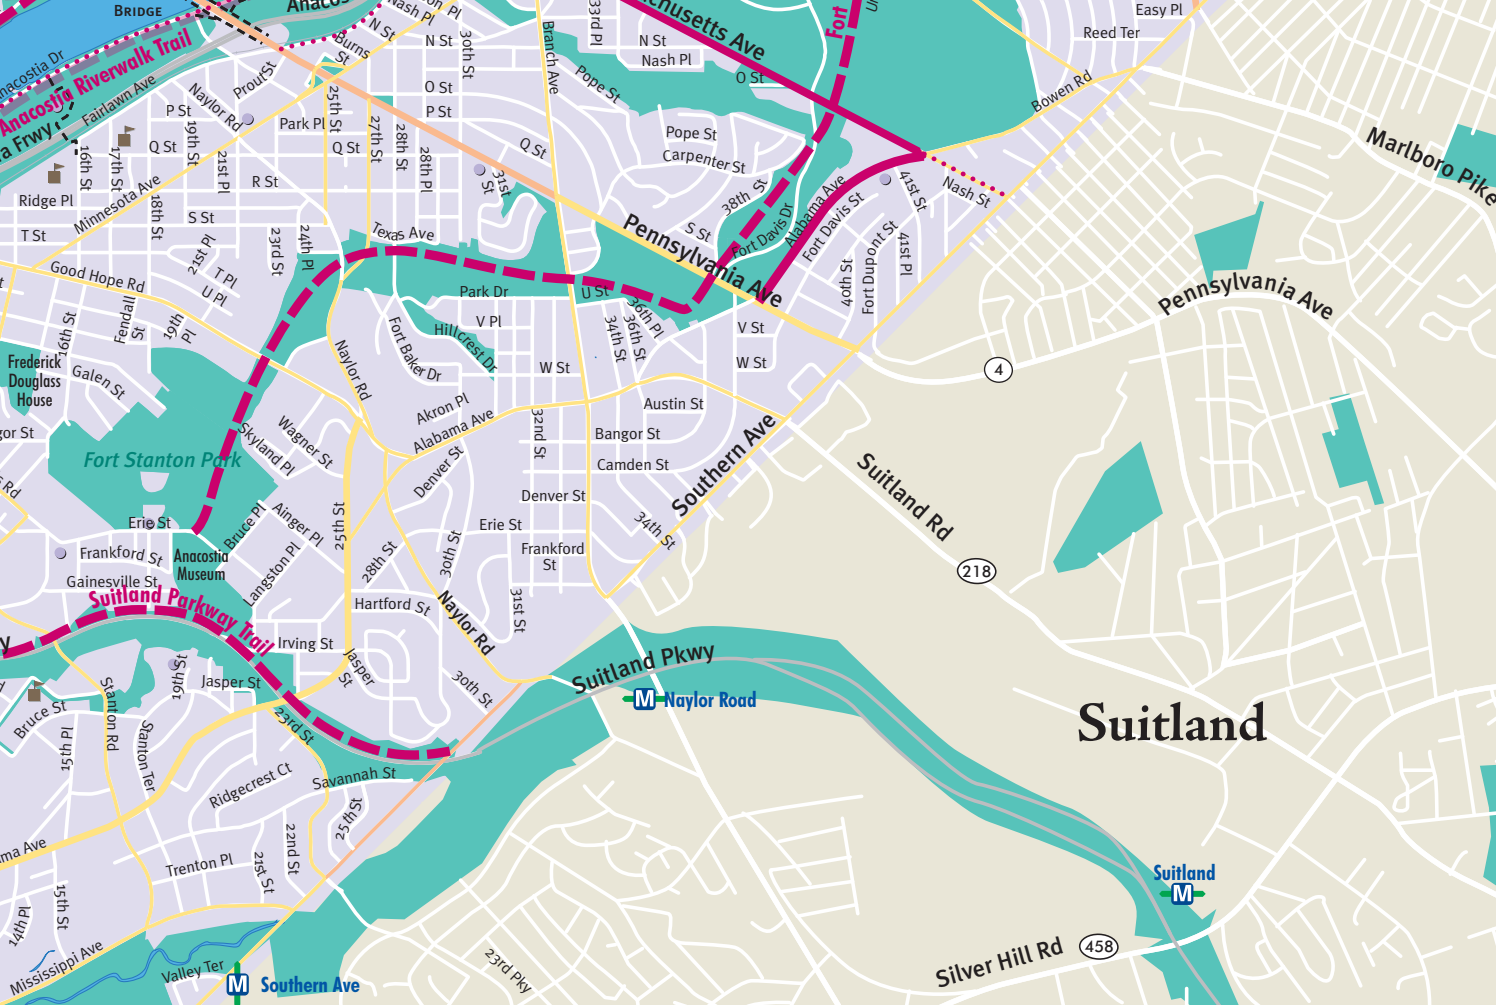 BRIDGE
Anacos
Nash Pl
on Pl
N St
Burns
St
N St
30th St
Branch Ave
33rd Pl
N St
Nash Pl
O St
chusetts Ave
Fort
Easy Pl
Reed Ter
Bowen Rd
Marlboro Pike
nacostia Dr
Anacostia Riverwalk Trail
Fairlawn Ave
a Frwy
Prout St
Naylor Rd
P St
19th St
Park Pl
25th St
27th St
28th St
O St
P St
28th Pl
Q St
Pope St
Pope St
Carpenter St
16th St
17th St
Q St
21st Pl
Q St
R St
31st
St
38th St
S St
Fort Davis Dr
Alabama Ave
Fort Davis St
41st St
Nash St
Ridge Pl
Minnesota Ave
18th St
S St
T St
21st Pl
23rd St
24th Pl
Texas Ave
Pennsylvania Ave
40th St
Fort Dupont St
41st Pl
Pennsylvania Ave
t
Good Hope Rd
T Pl
U Pl
Park Dr
U St
36th Pl
36th St
34th St
V Pl
V St
W St
W St
4
16th St
Fendall
St
19th
Pl
Naylor Rd
Fort Baker Dr
Hillcrest Dr
Frederick
Douglass
House
Galen St
Akron Pl
Alabama Ave
Austin St
gor St
Wagner St
Skyland Pl
32nd St
Bangor St
Camden St
Southern Ave
Suitland Rd
Fort Stanton Park
Denver St
Denver St
s Rd
Erie St
Bruce Pl
Ainger Pl
25th St
Erie St
34th St
Frankford St
Anacostia
Museum
Langston Pl
28th St
30th St
Frankford
St
218
Gainesville St
Suitland Parkway Trail
Hartford St
Naylor Rd
31st St
y
Irving St
Jasper
St
30th St
Suitland Pkwy
Naylor Road
M
19th St
Jasper St
Suitland
Bruce St
15th Pl
Stanton Rd
Stanton Ter
23rd St
Ridgecrest Ct
Savannah St
25th St
ma Ave
Trenton Pl
21st St
22nd St
Suitland
M
14th Pl
15th St
Mississippi Ave
Valley Ter
M
Southern Ave
23rd Pky
Silver Hill Rd
458